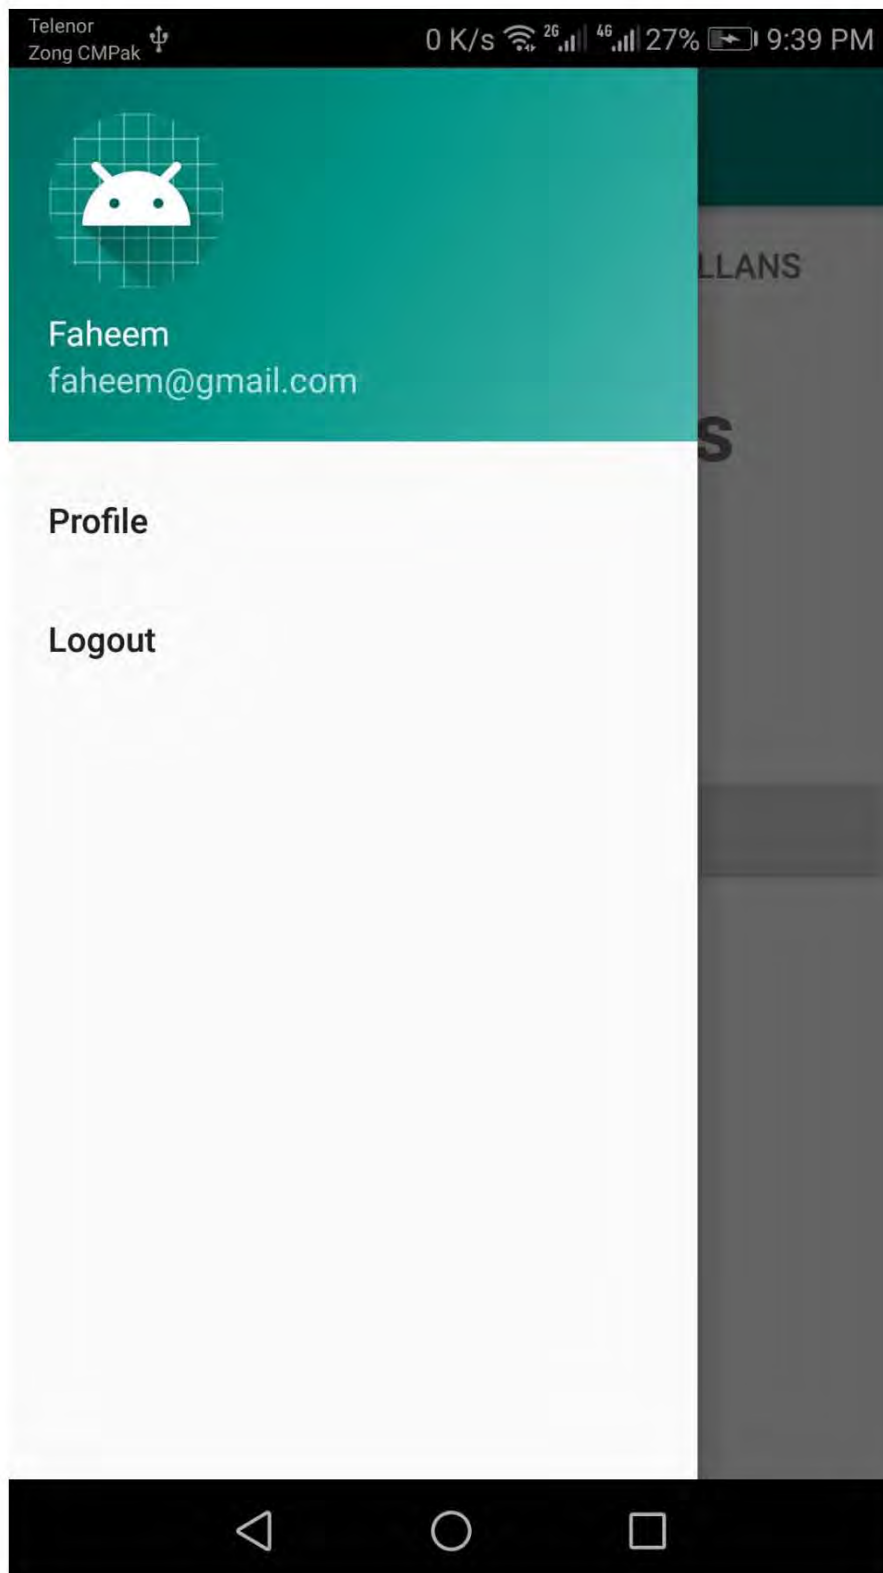 Telenor
Zong CMPak
0 K/s 2G 4G 27% 9:39 PM
LLANS
Faheem
faheem@gmail.com
s
Profile
Logout